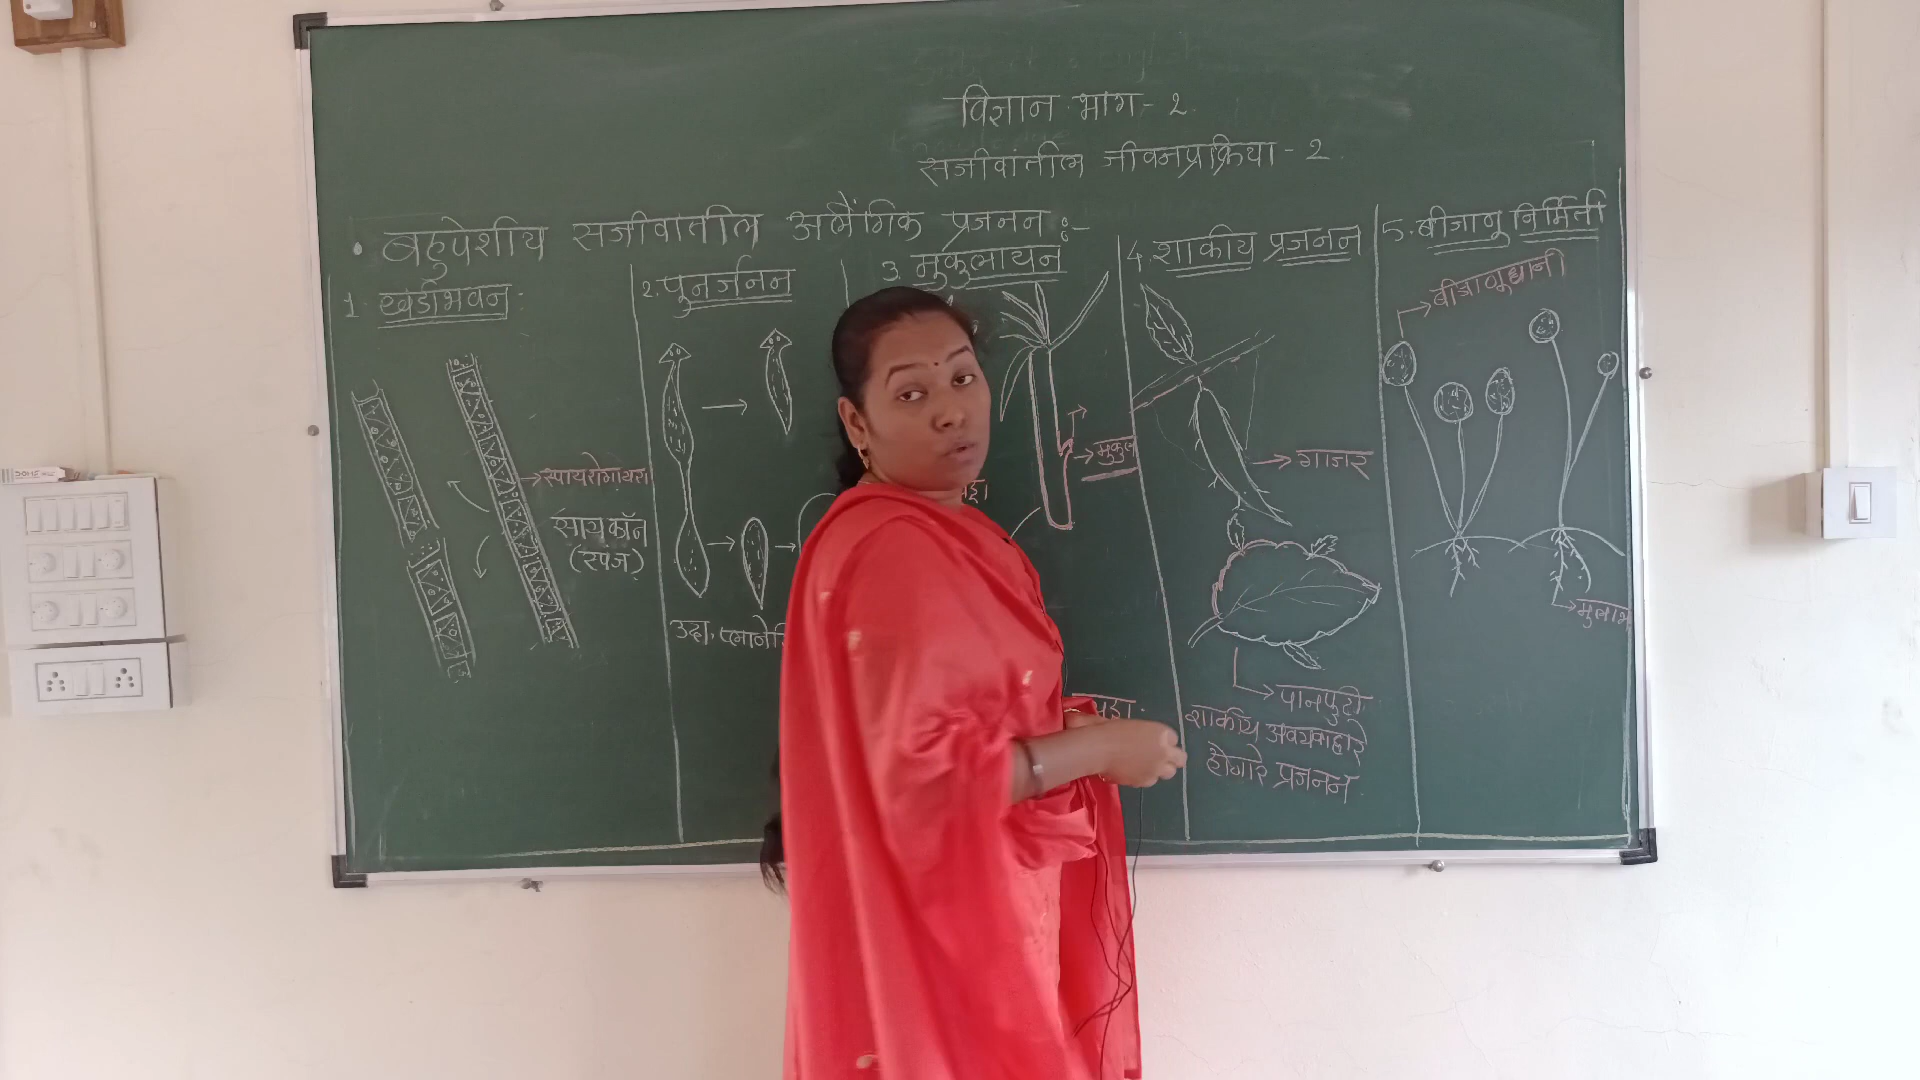 विज्ञान भाग - २
सजीवांतील जीवनप्रक्रिया - 2
• बहुपेशीय सजीवांतील अलैंगिक प्रजनन :-
1. खंडीभवन :
स्पायरोगायरा
सायकॉन
(स्पंज)
2. पुनर्जनन
उदा. प्लानेरि
3. मुकुलायन
मुकुल
4. शाकीय प्रजनन
गाजर
पानफुटी
शाकीय अवयवाद्वारे
होणारे प्रजनन
5. बीजाणू निर्मिती
बीजाणूधानी
मुलाभ